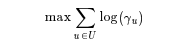 max ∑_{u∈U} log(γ_u)